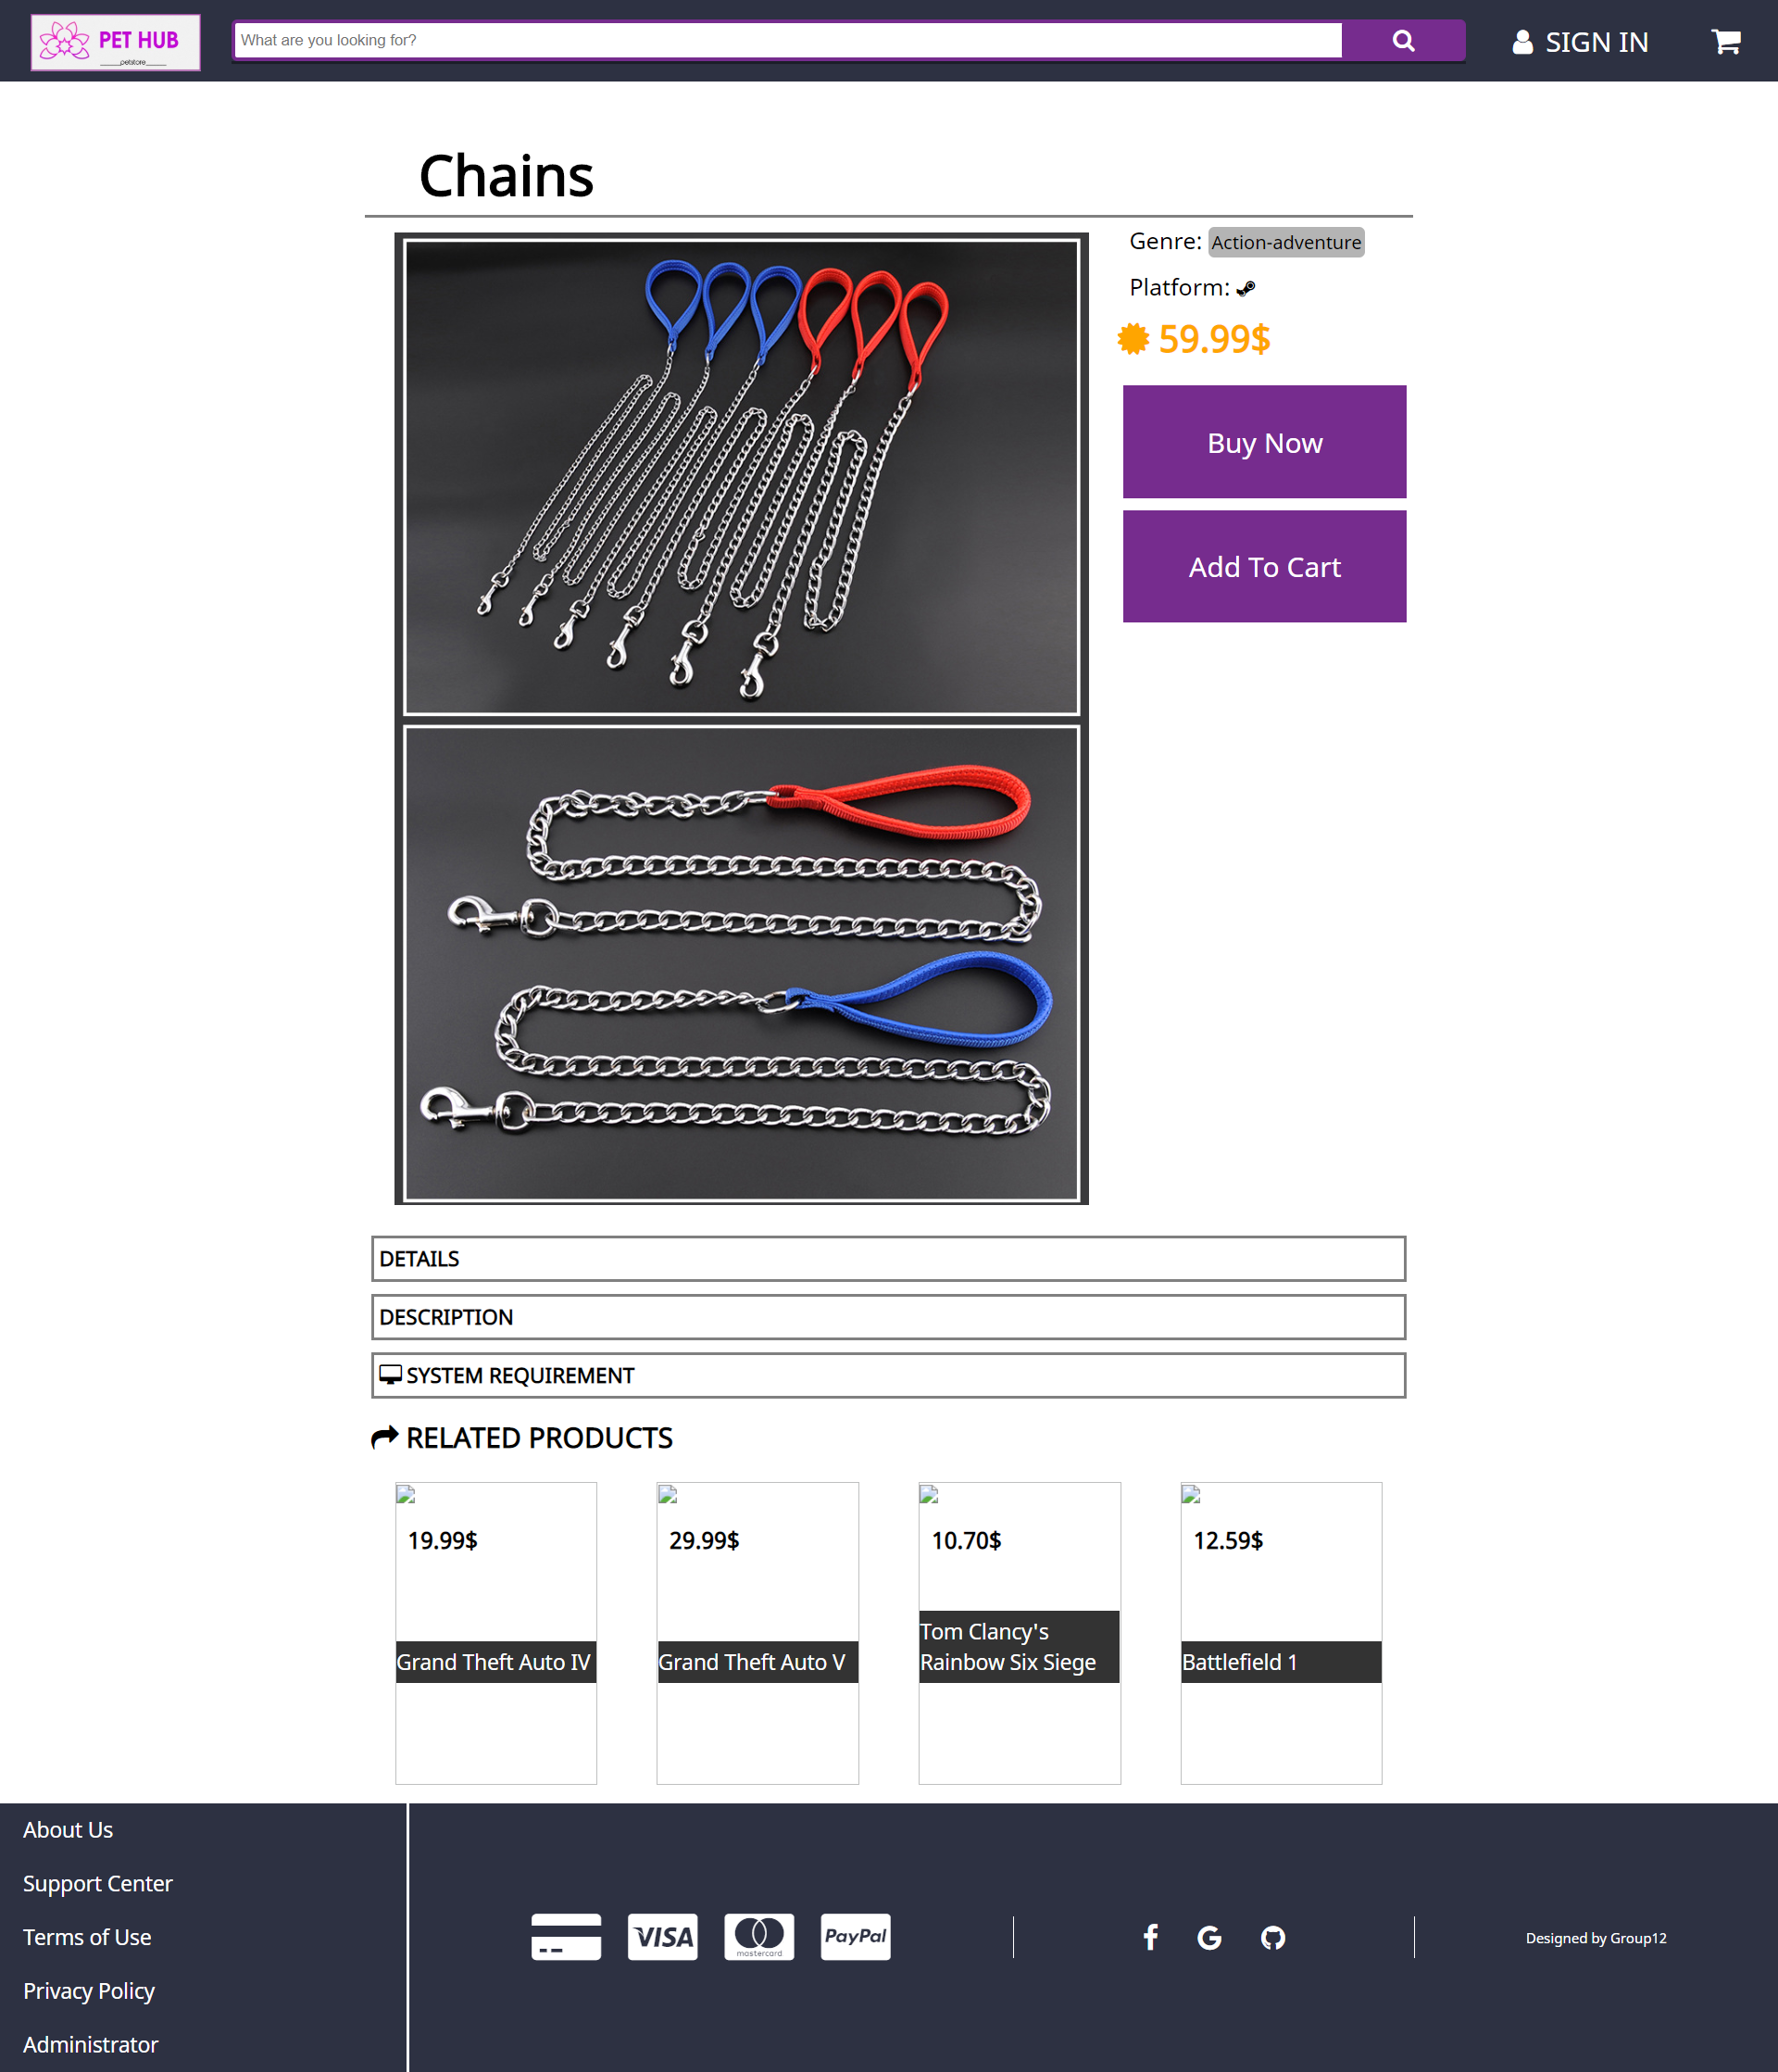 PET HUB
petstore
What are you looking for?
SIGN IN
Chains
Genre: Action-adventure
Platform:
59.99$
Buy Now
Add To Cart
DETAILS
DESCRIPTION
SYSTEM REQUIREMENT
RELATED PRODUCTS
19.99$
Grand Theft Auto IV
29.99$
Grand Theft Auto V
10.70$
Tom Clancy's
Rainbow Six Siege
12.59$
Battlefield 1
About Us
Support Center
Terms of Use
Privacy Policy
Administrator
VISA
mastercard
PayPal
Designed by Group12